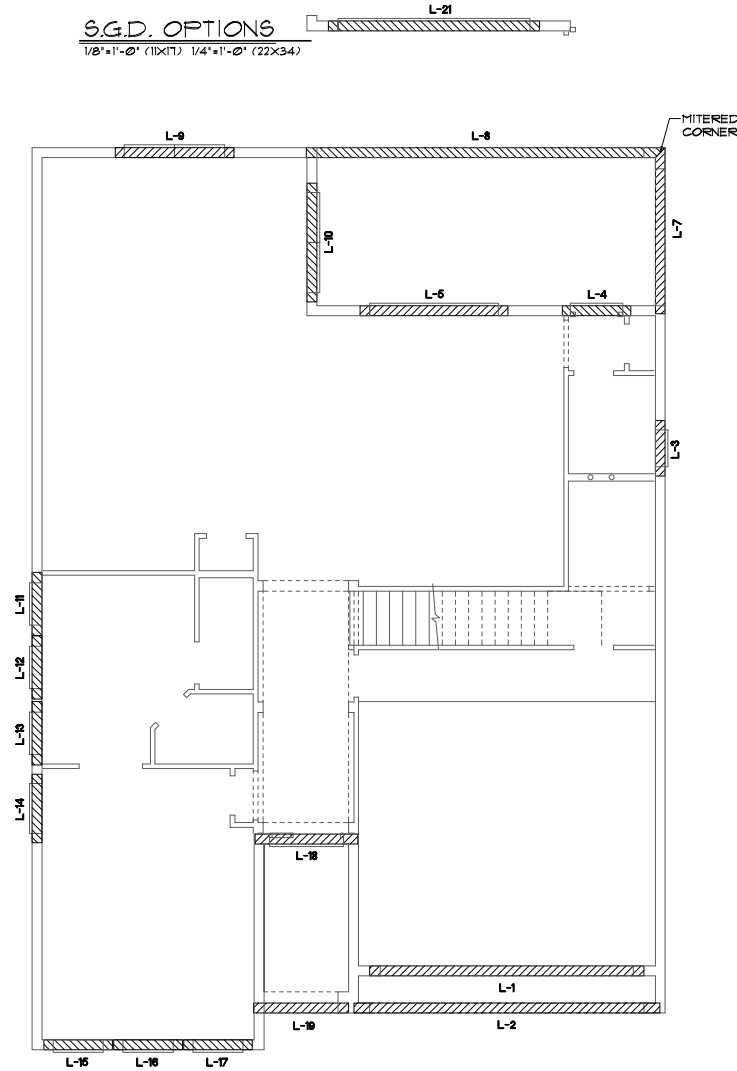 L-21
S.G.D. OPTIONS
1/8"=1'-0" (11X17) 1/4"=1'-0" (22X34)
L-9
L-8
MITERED
CORNER
L-7
L-10
L-5
L-4
L-3
L-11
L-12
L-13
L-14
L-18
L-1
L-19
L-2
L-15
L-16
L-17